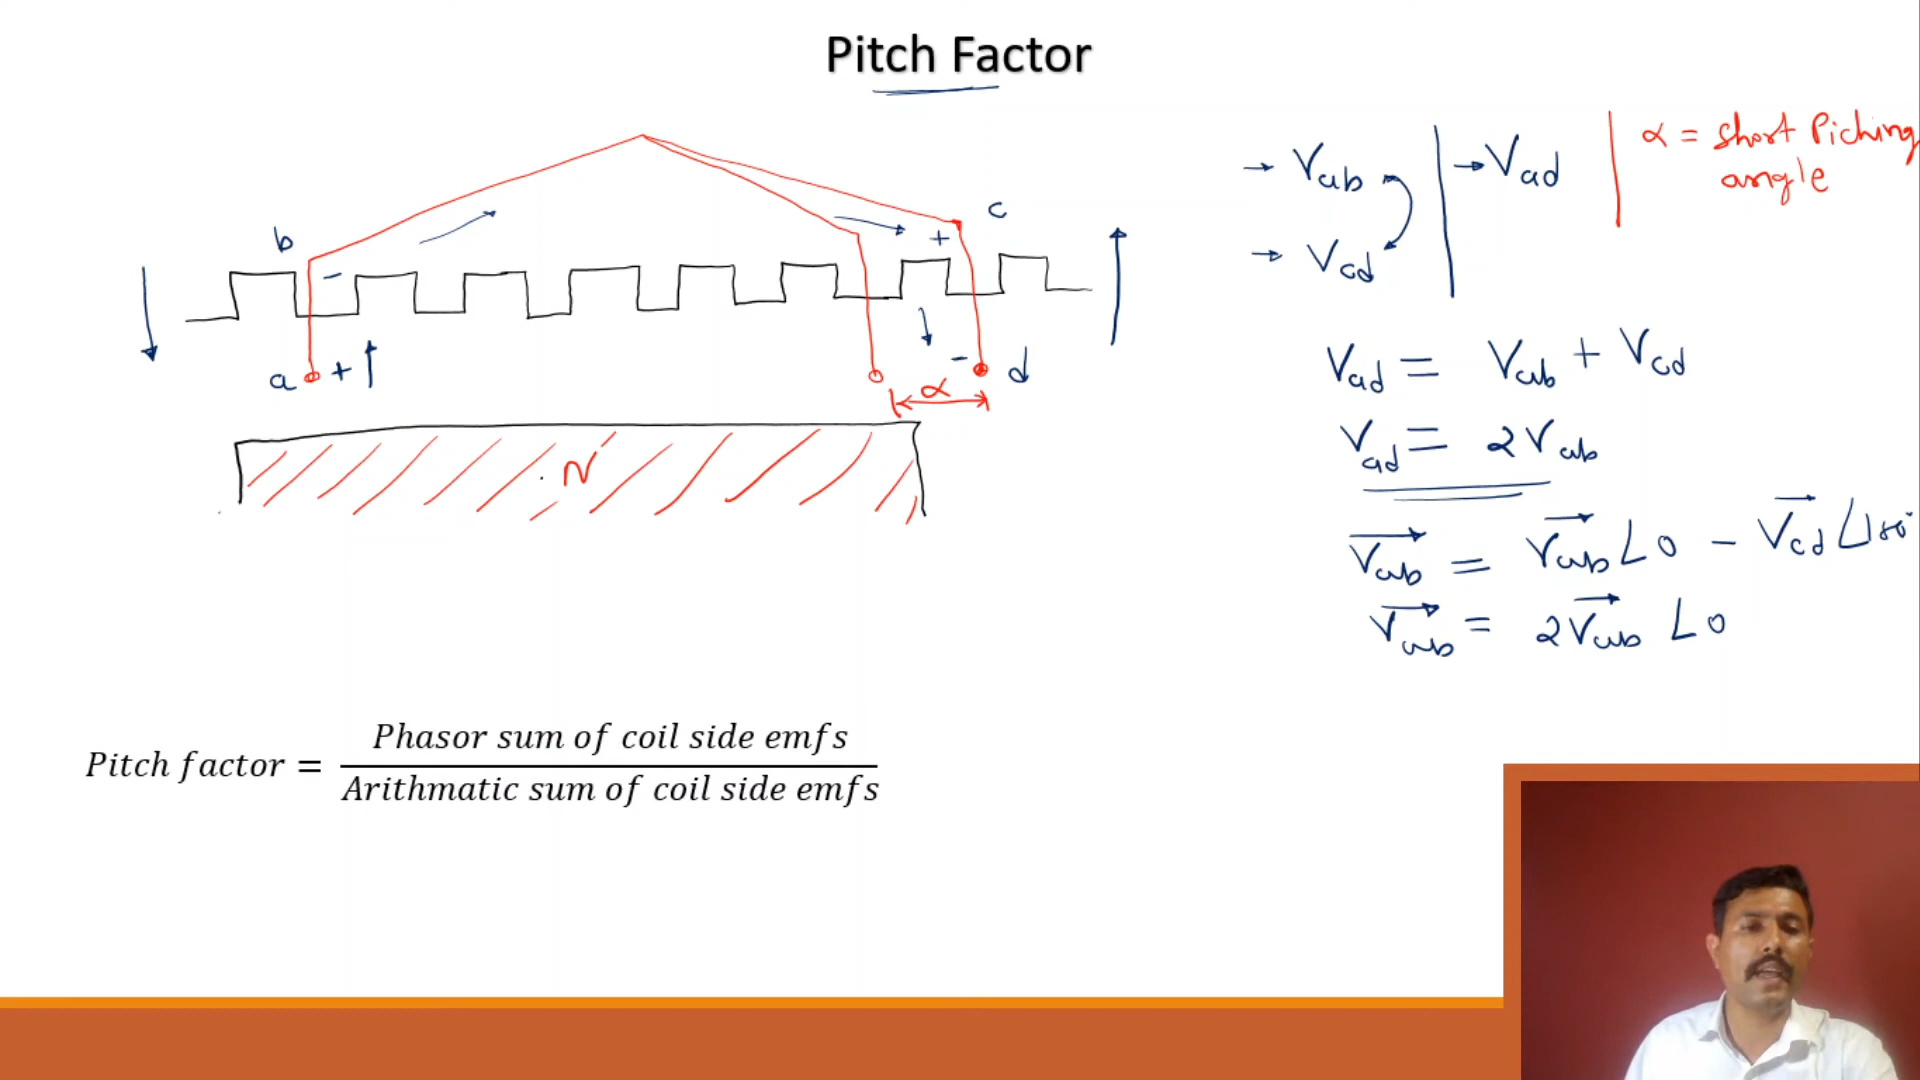 Pitch Factor
b
-
c
+
a
+
-
d
α
N
→ Vab
→ Vcd
→ Vad
α = Short Piching
angle
Vad = Vab + Vcd
Vad = 2Vab
Vab = Vab∠0 - Vcd∠180°
Vab = 2Vab ∠0
Pitch factor = Phasor sum of coil side emfs
Arithmatic sum of coil side emfs